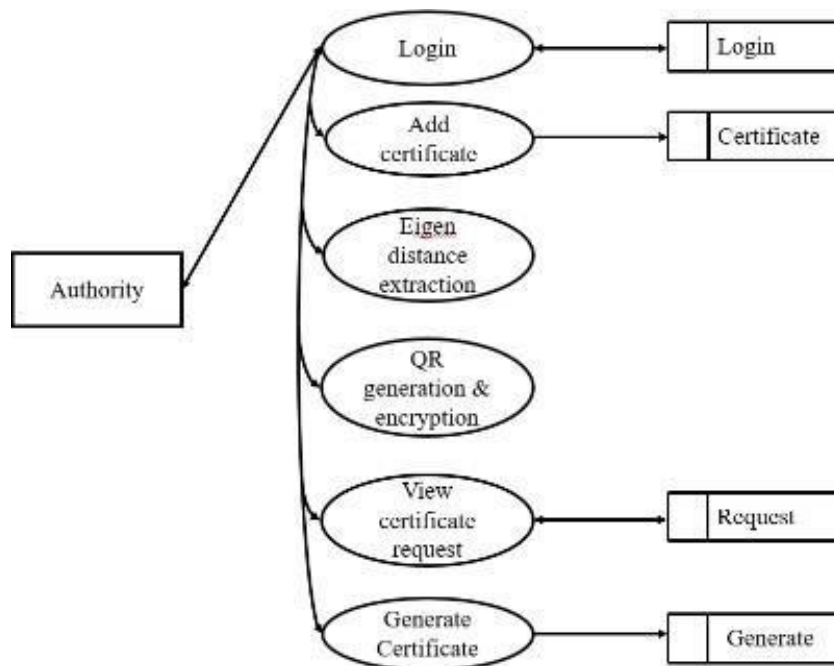 Login
Login
Add
certificate
Certificate
Eigen
distance
extraction
Authority
QR
generation &
encryption
View
certificate
request
Request
Generate
Certificate
Generate